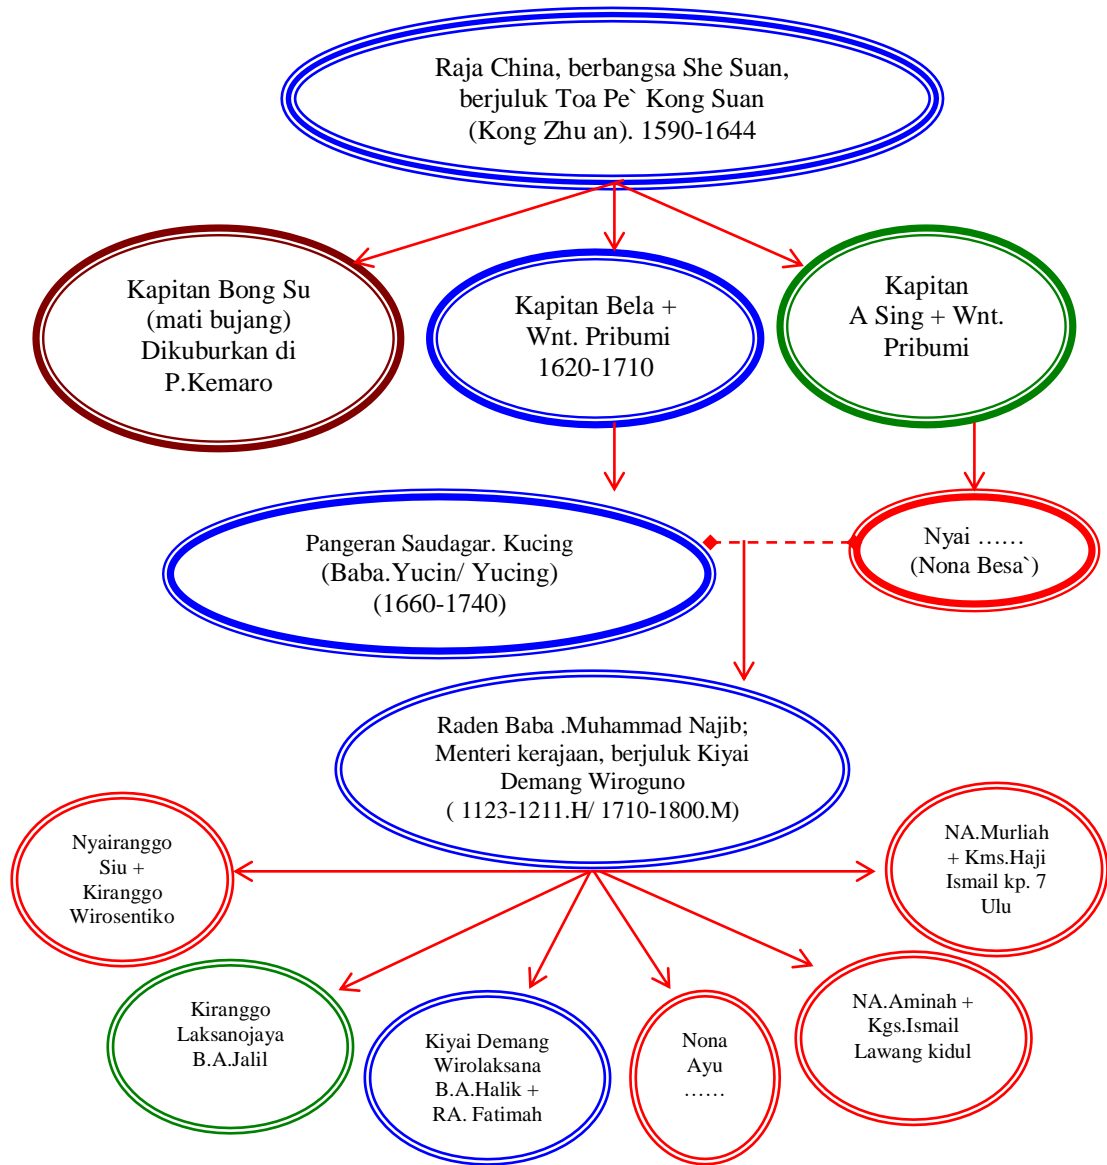 Raja China, berbangsa She Suan,
berjuluk Toa Pe` Kong Suan
(Kong Zhu an). 1590-1644
Kapitan Bong Su
(mati bujang)
Dikuburkan di
P.Kemaro
Kapitan Bela +
Wnt. Pribumi
1620-1710
Kapitan
A Sing + Wnt.
Pribumi
Pangeran Saudagar. Kucing
(Baba.Yucin/ Yucing)
(1660-1740)
Nyai ……
(Nona Besa`)
Raden Baba .Muhammad Najib;
Menteri kerajaan, berjuluk Kiyai
Demang Wiroguno
( 1123-1211.H/ 1710-1800.M)
Nyairanggo
Siu +
Kiranggo
Wirosentiko
NA.Murliah
+ Kms.Haji
Ismail kp. 7
Ulu
Kiranggo
Laksanojaya
B.A.Jalil
Kiyai Demang
Wirolaksana
B.A.Halik +
RA. Fatimah
Nona
Ayu
……
NA.Aminah +
Kgs.Ismail
Lawang kidul